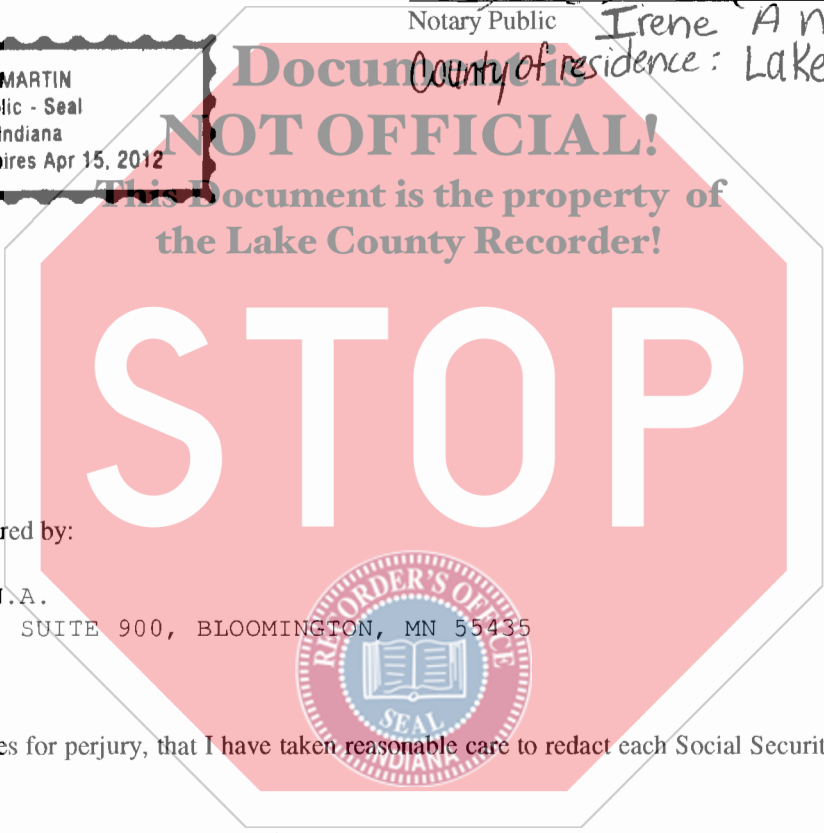 Notary Public Irene A
County of residence: Lake
MARTIN
lic - Seal
Indiana
ires Apr 15, 2012
Document is
NOT OFFICIAL!
This Document is the property of
the Lake County Recorder!
STOP
red by:
N.A.
SUITE 900, BLOOMINGTON, MN 55435
RECORDER'S OFFICE
SEAL
INDIANA
es for perjury, that I have taken reasonable care to redact each Social Securit